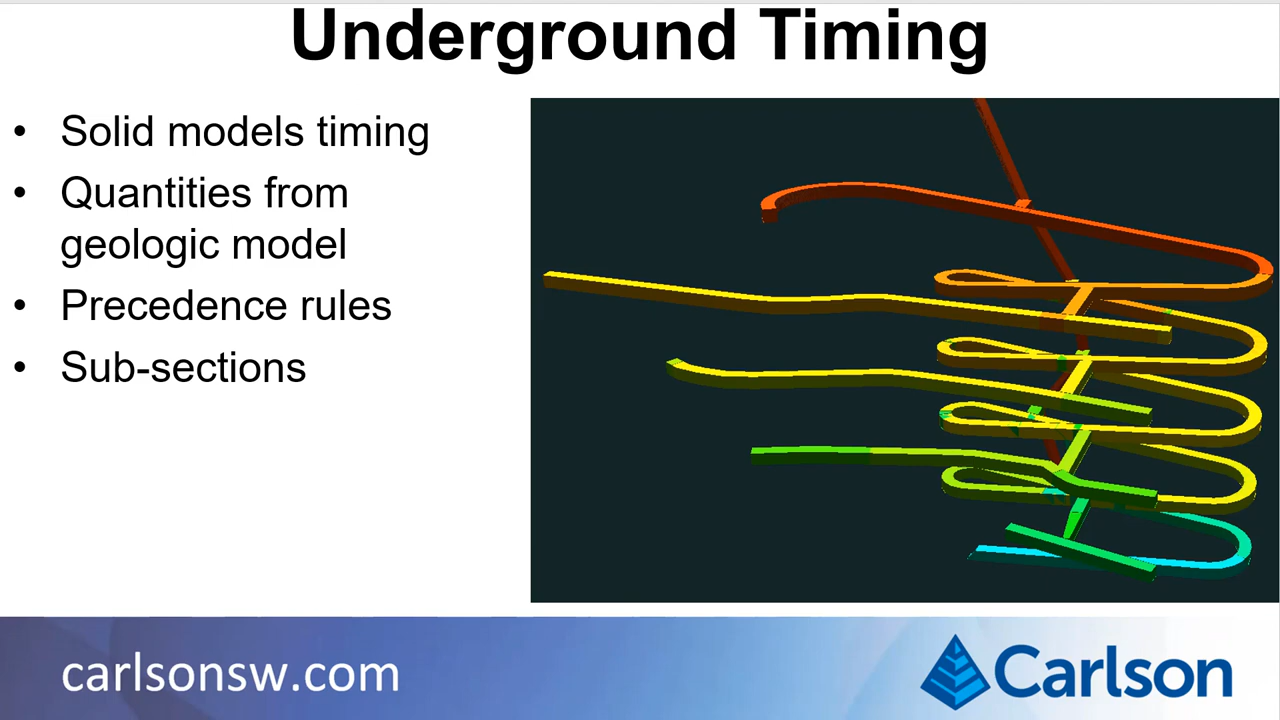 Underground Timing
• Solid models timing
• Quantities from
geologic model
• Precedence rules
• Sub-sections
carlsonsw.com
Carlson